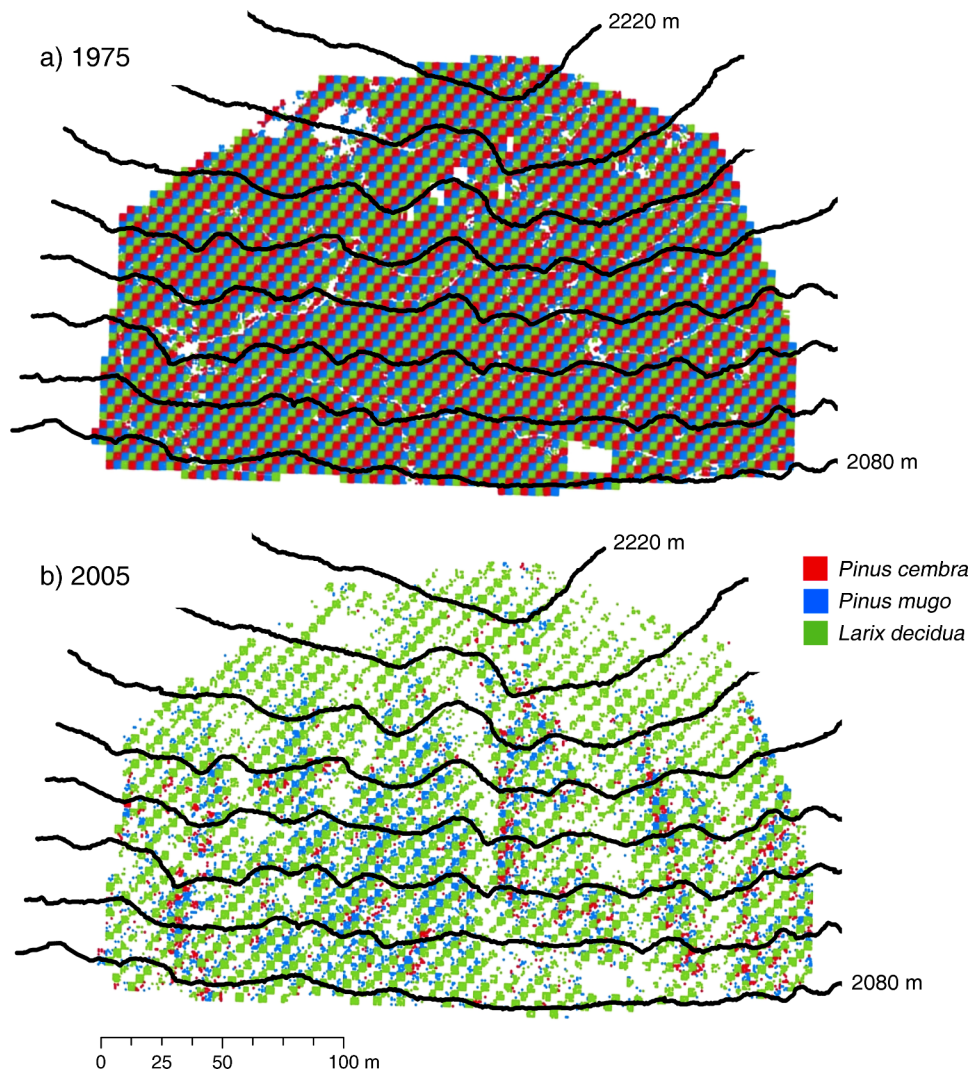 2220 m
a) 1975
2080 m
b) 2005
2220 m
Pinus cembra
Pinus mugo
Larix decidua
2080 m
0 25 50 100 m